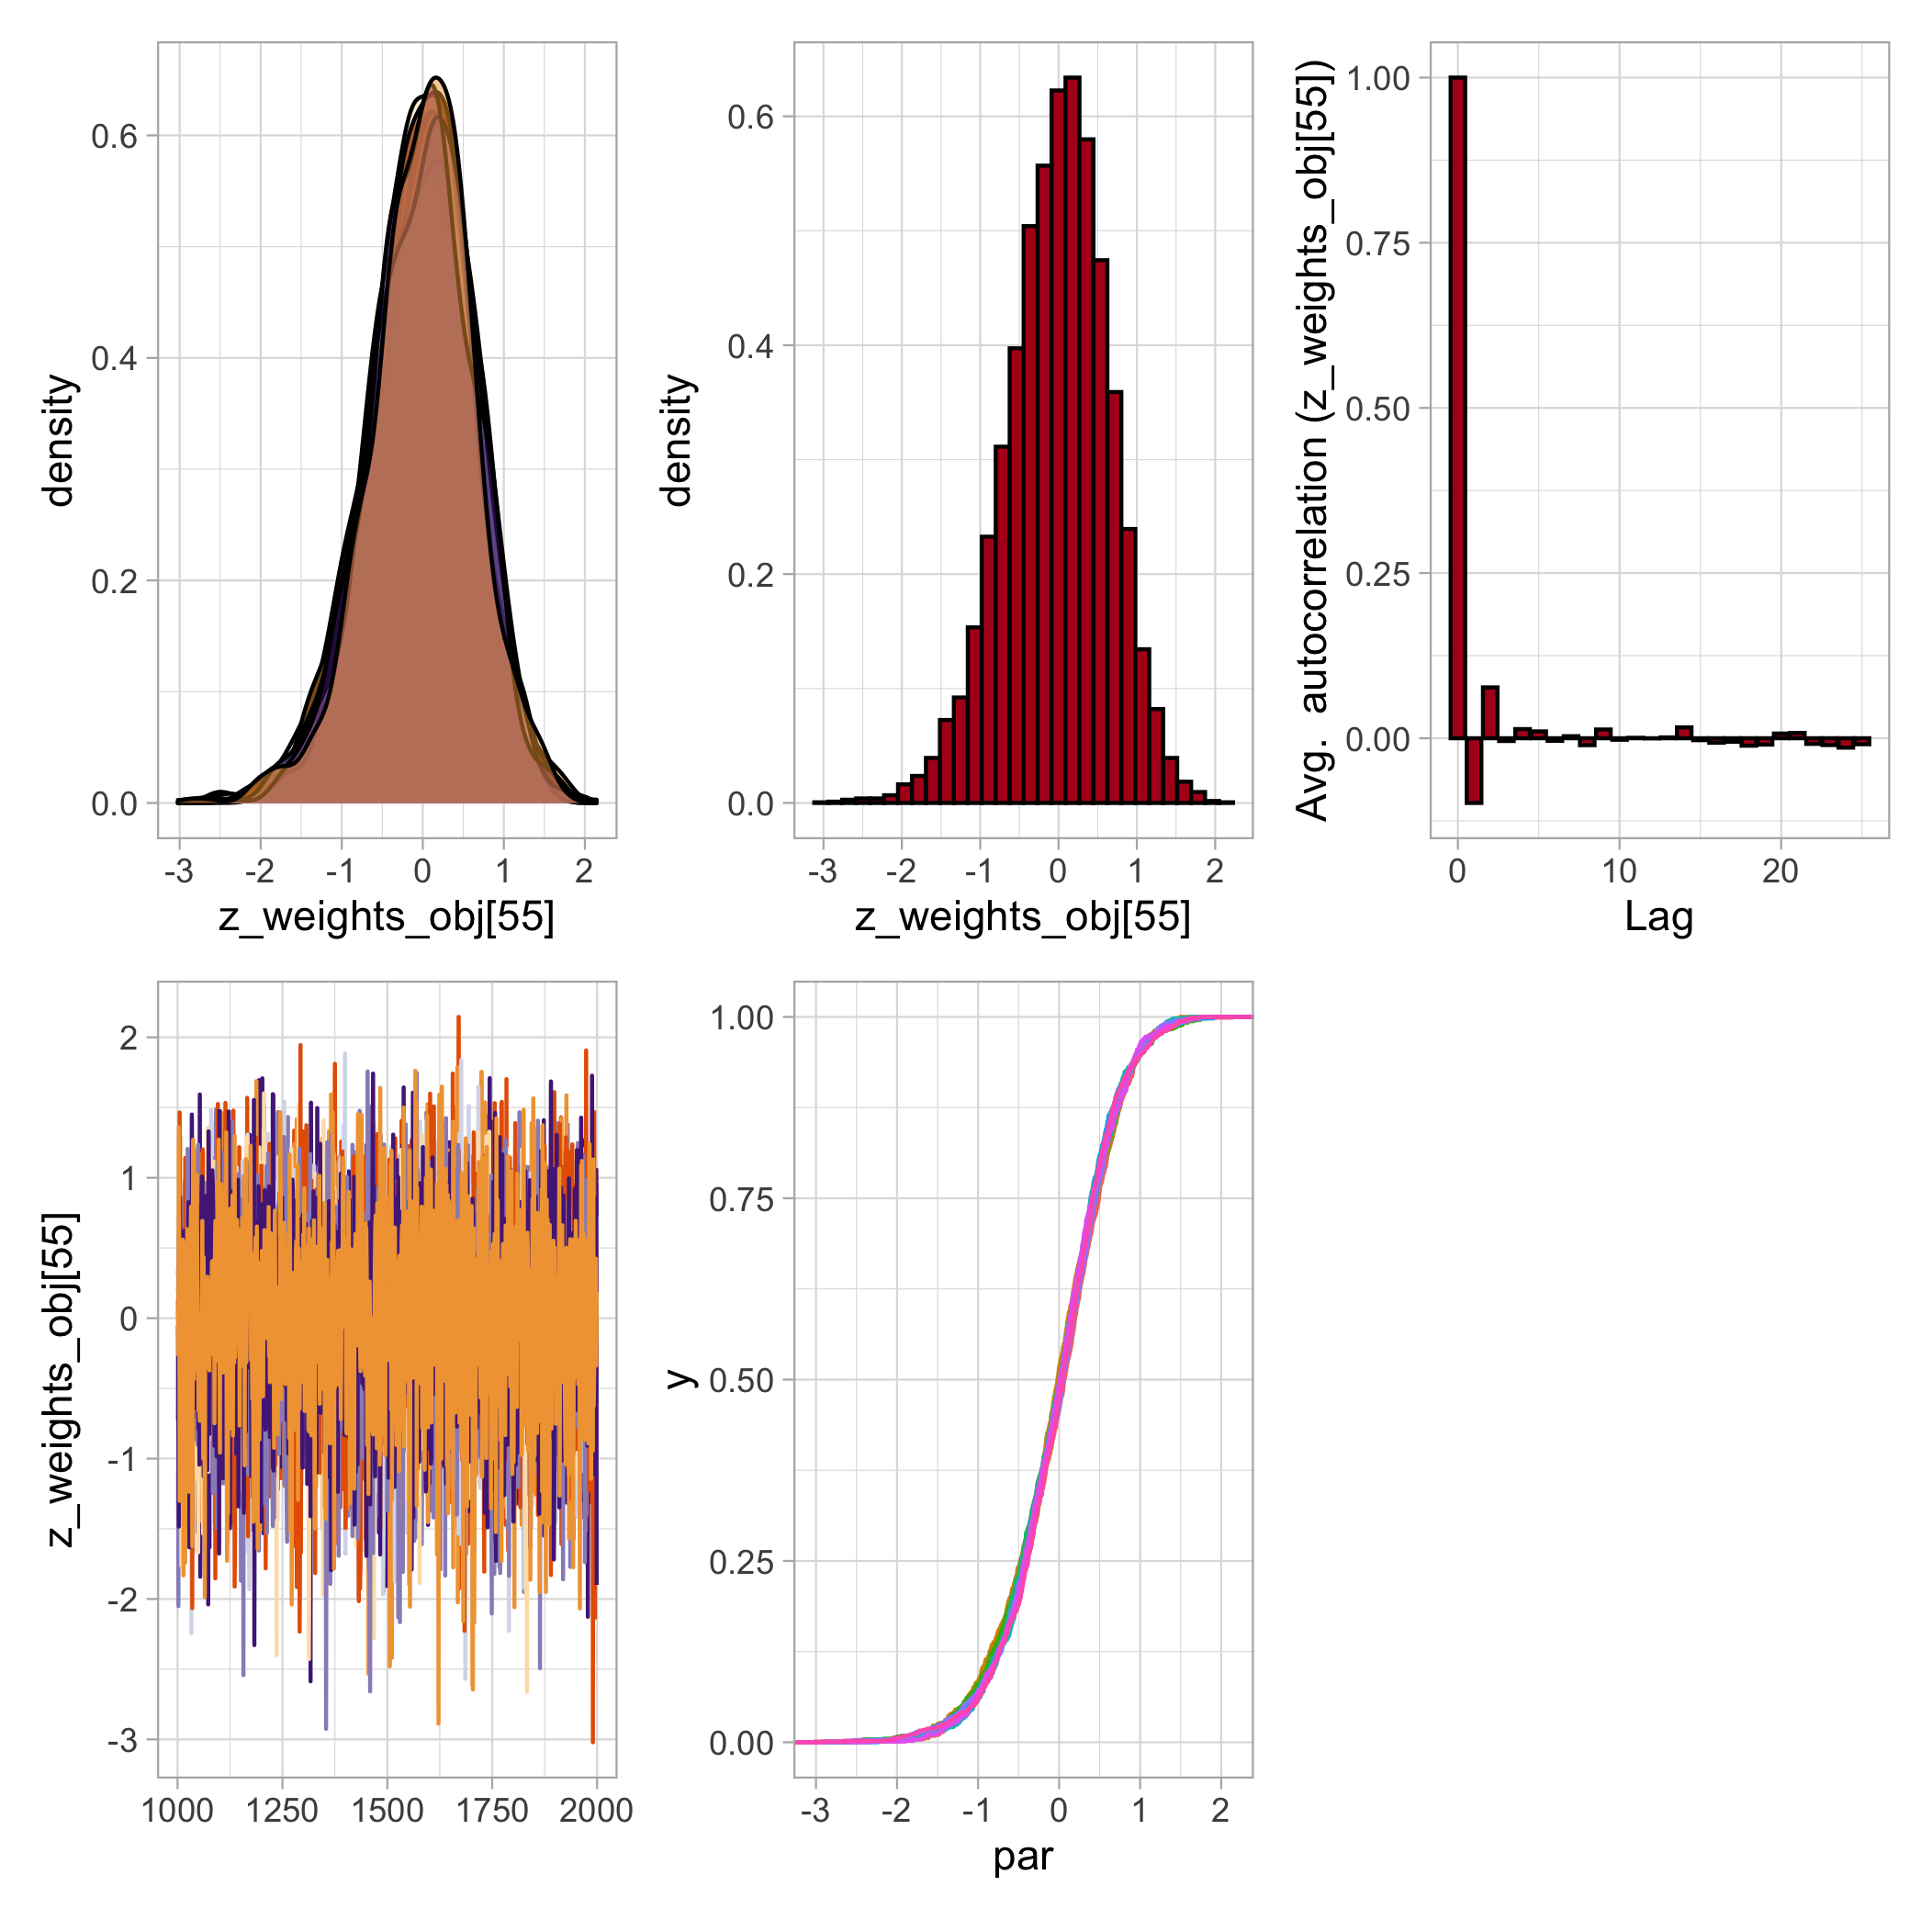 density
0.6
0.4
0.2
0.0
-3 -2 -1 0 1 2
z_weights_obj[55]
density
0.6
0.4
0.2
0.0
-3 -2 -1 0 1 2
z_weights_obj[55]
Avg. autocorrelation (z_weights_obj[55])
1.00
0.75
0.50
0.25
0.00
0 10 20
Lag
z_weights_obj[55]
2
1
0
-1
-2
-3
1000 1250 1500 1750 2000
y
1.00
0.75
0.50
0.25
0.00
-3 -2 -1 0 1 2
par